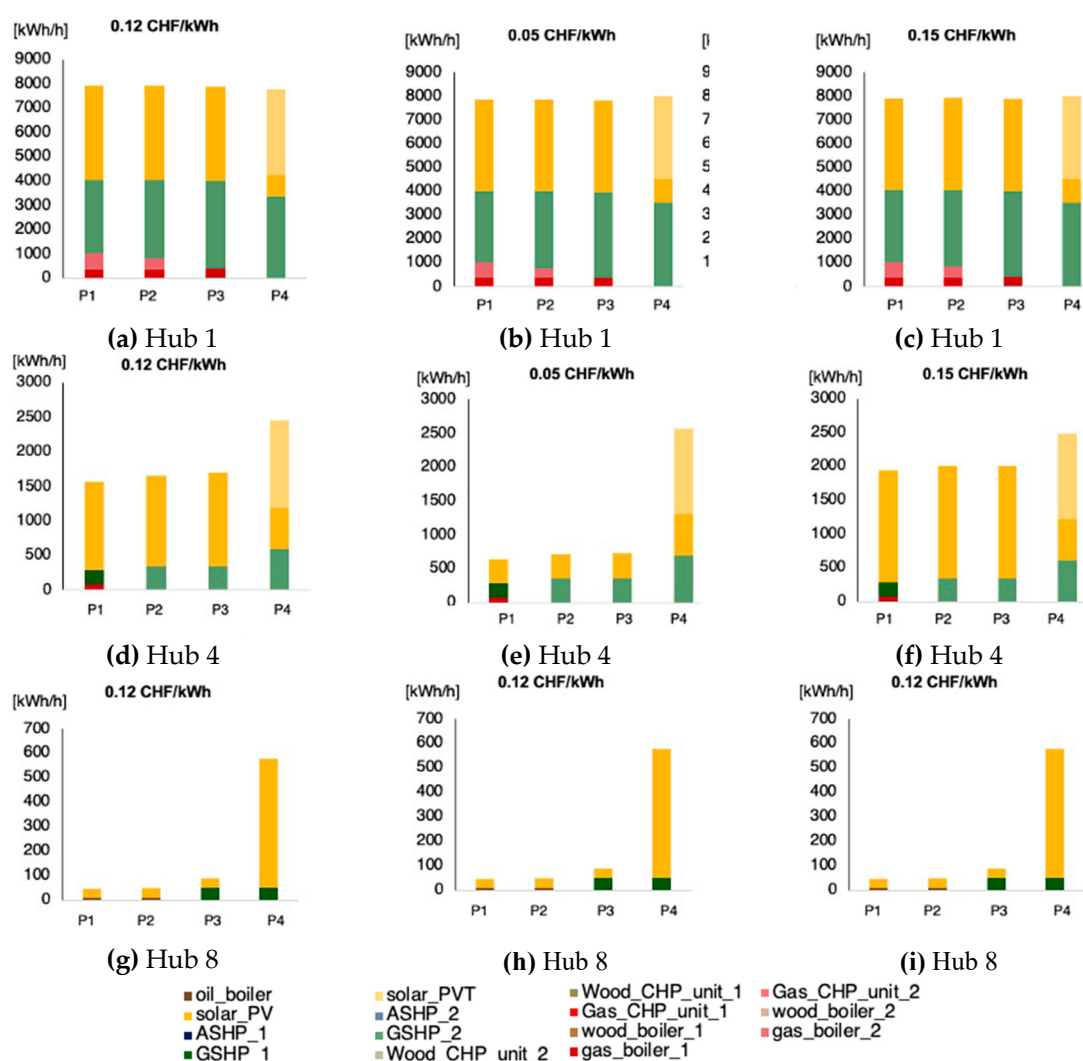 [kWh/h] 0.12 CHF/kWh
9000
8000
7000
6000
5000
4000
3000
2000
1000
0
P1 P2 P3 P4
(a) Hub 1
[kWh/h] 0.05 CHF/kWh
9000
8000
7000
6000
5000
4000
3000
2000
1000
0
P1 P2 P3 P4
(b) Hub 1
[k
9
8
7
6
5
4
3
2
1
0.15 CHF/kWh
9000
8000
7000
6000
5000
4000
3000
2000
1000
0
P1 P2 P3 P4
(c) Hub 1
[kWh/h] 0.12 CHF/kWh
3000
2500
2000
1500
1000
500
0
P1 P2 P3 P4
(d) Hub 4
[kWh/h] 0.05 CHF/kWh
3000
2500
2000
1500
1000
500
0
P1 P2 P3 P4
(e) Hub 4
[kWh/h] 0.15 CHF/kWh
3000
2500
2000
1500
1000
500
0
P1 P2 P3 P4
(f) Hub 4
[kWh/h] 0.12 CHF/kWh
700
600
500
400
300
200
100
0
P1 P2 P3 P4
(g) Hub 8
[kWh/h] 0.12 CHF/kWh
700
600
500
400
300
200
100
0
P1 P2 P3 P4
(h) Hub 8
[kWh/h] 0.12 CHF/kWh
700
600
500
400
300
200
100
0
P1 P2 P3 P4
(i) Hub 8
oil_boiler
solar_PV
ASHP_1
GSHP_1
solar_PVT
ASHP_2
GSHP_2
Wood_CHP_unit_2
Wood_CHP_unit_1
Gas_CHP_unit_1
wood_boiler_1
gas_boiler_1
Gas_CHP_unit_2
wood_boiler_2
gas_boiler_2